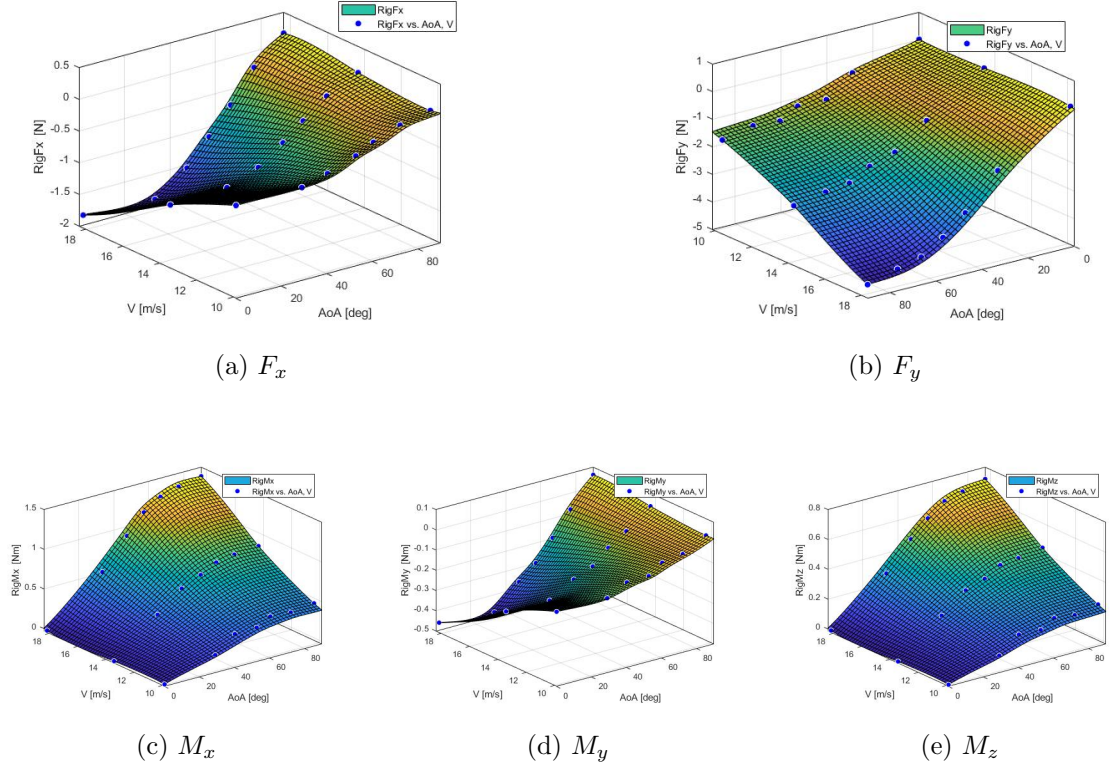 RigFx
RigFx vs. AoA, V
0.5
0
-0.5
-1
-1.5
-2
RigFx [N]
18
16
14
12
10
V [m/s]
0
20
40
60
80
AoA [deg]
(a) Fx
RigFy
RigFy vs. AoA, V
1
0
-1
-2
-3
-4
-5
RigFy [N]
10
12
14
16
18
V [m/s]
80
60
40
20
0
AoA [deg]
(b) Fy
RigMx
RigMx vs. AoA, V
1.5
1
0.5
0
RigMx [Nm]
18
16
14
12
10
V [m/s]
0
20
40
60
80
AoA [deg]
(c) Mx
RigMy
RigMy vs. AoA, V
0.1
0
-0.1
-0.2
-0.3
-0.4
-0.5
RigMy [Nm]
18
16
14
12
10
V [m/s]
0
20
40
60
80
AoA [deg]
(d) My
RigMz
RigMz vs. AoA, V
0.8
0.6
0.4
0.2
0
RigMz [Nm]
18
16
14
12
10
V [m/s]
0
20
40
60
80
AoA [deg]
(e) Mz